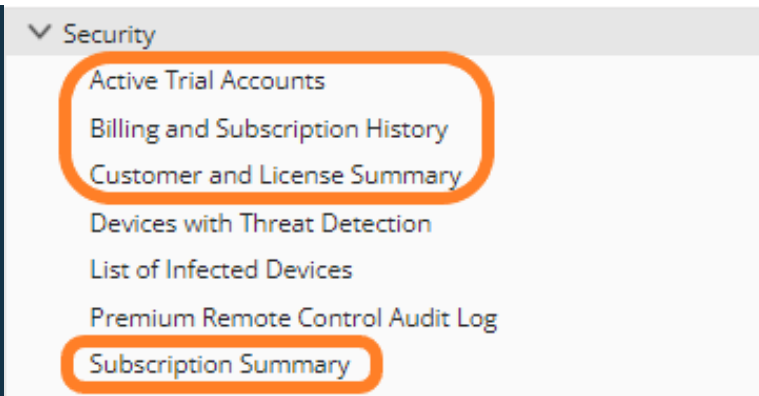 Security
Active Trial Accounts
Billing and Subscription History
Customer and License Summary
Devices with Threat Detection
List of Infected Devices
Premium Remote Control Audit Log
Subscription Summary